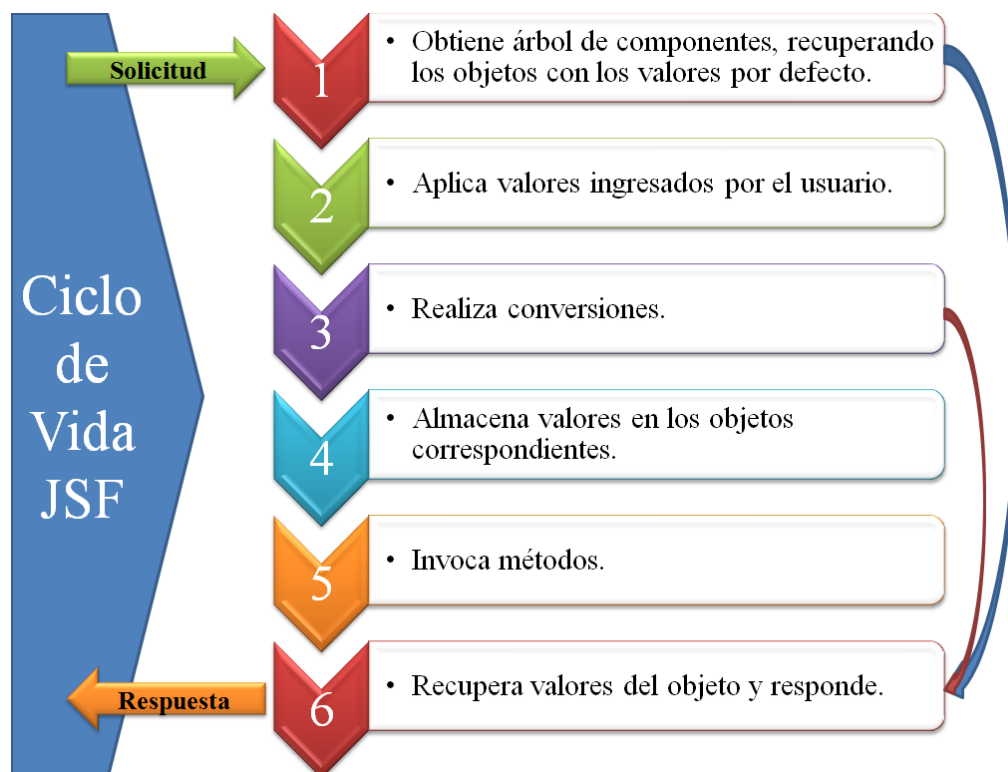 Ciclo
de
Vida
JSF
Solicitud
1
• Obtiene árbol de componentes, recuperando
los objetos con los valores por defecto.
2
• Aplica valores ingresados por el usuario.
3
• Realiza conversiones.
4
• Almacena valores en los objetos
correspondientes.
5
• Invoca métodos.
Respuesta
6
• Recupera valores del objeto y responde.